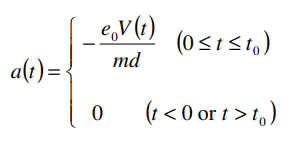 a(t) = { − e₀V(t) / md   (0 ≤ t ≤ t₀)
0   (t < 0 or t > t₀)